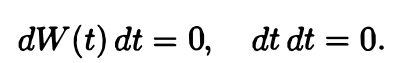 dW(t) dt = 0, dt dt = 0.